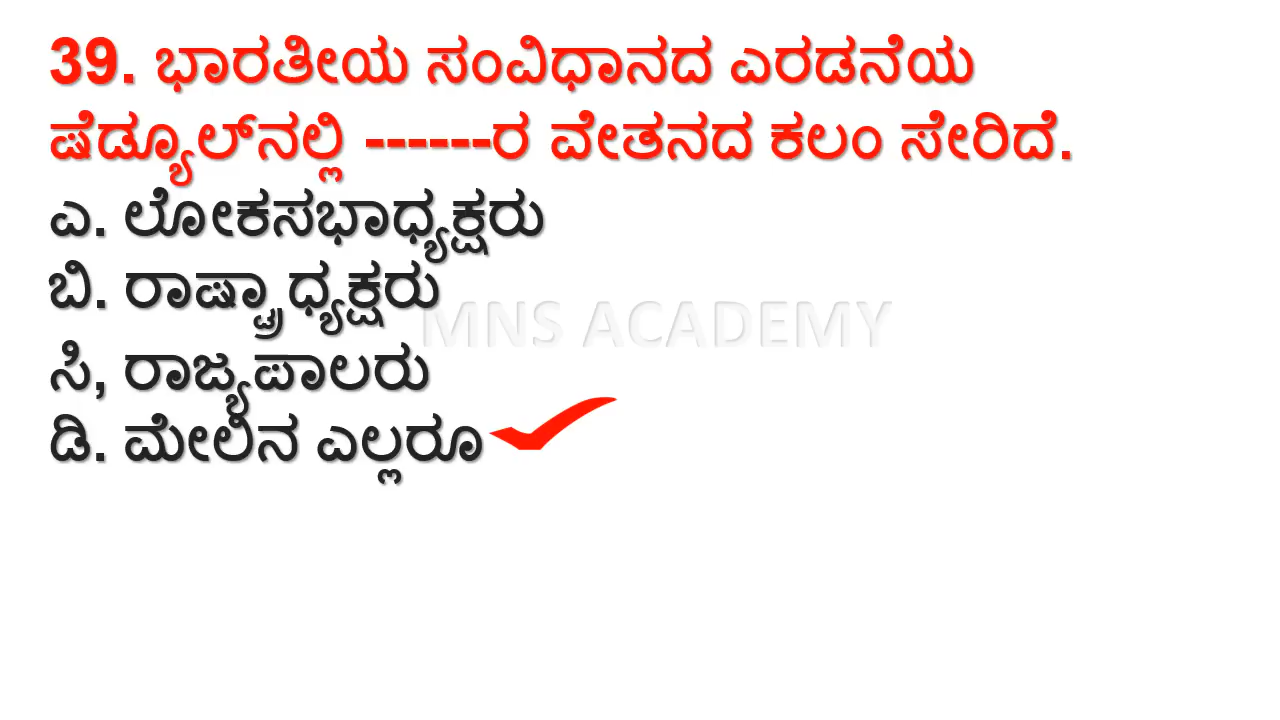 39. ಭಾರತೀಯ ಸಂವಿಧಾನದ ಎರಡನೆಯ
ಷೆಡ್ಯೂಲ್‌ನಲ್ಲಿ ------ರ ವೇತನದ ಕಲಂ ಸೇರಿದೆ.
ಎ. ಲೋಕಸಭಾಧ್ಯಕ್ಷರು
ಬಿ. ರಾಷ್ಟ್ರಾಧ್ಯಕ್ಷರು
MNS ACADEMY
ಸಿ, ರಾಜ್ಯಪಾಲರು
ಡಿ. ಮೇಲಿನ ಎಲ್ಲರೂ